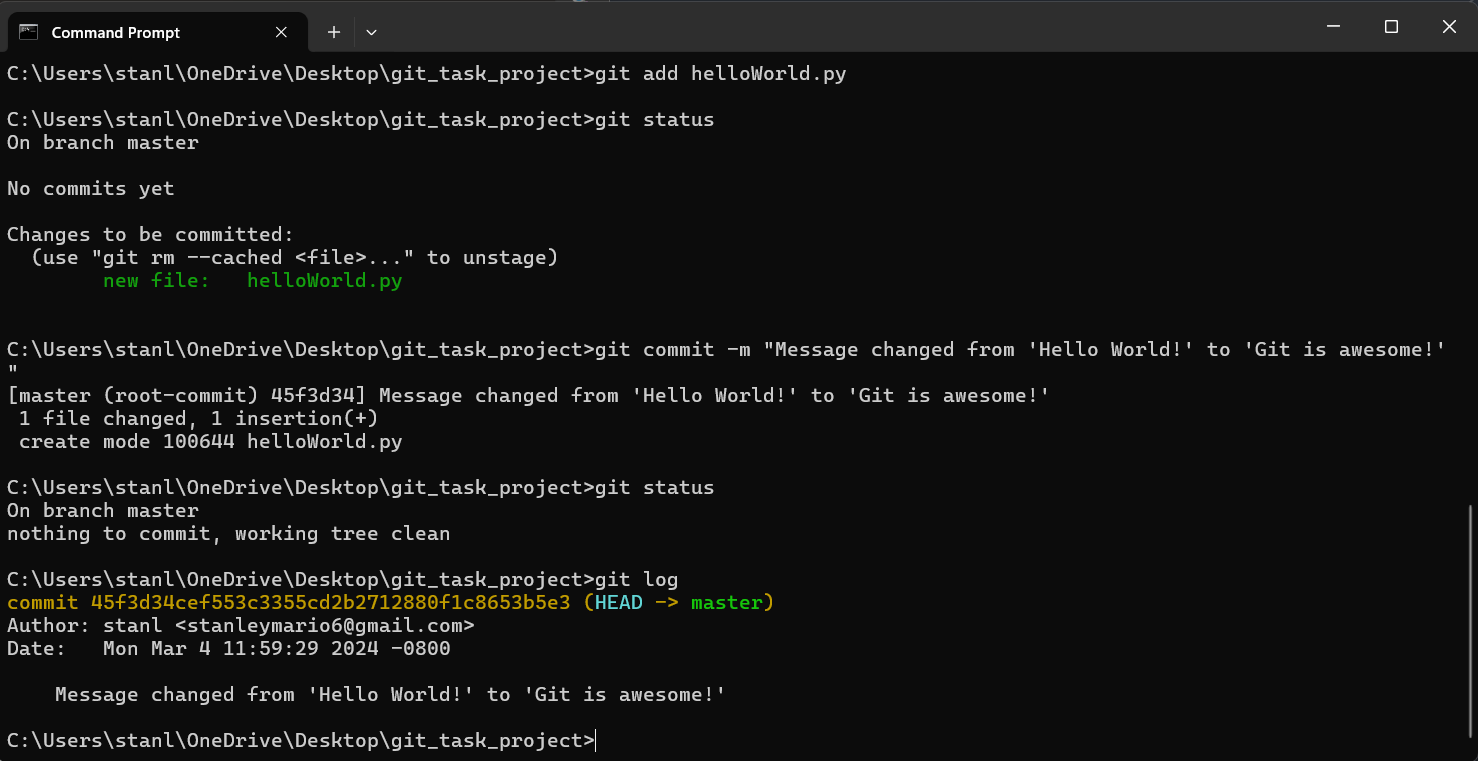 Command Prompt
C:\Users\stanl\OneDrive\Desktop\git_task_project>git add helloWorld.py
C:\Users\stanl\OneDrive\Desktop\git_task_project>git status
On branch master
No commits yet
Changes to be committed:
  (use "git rm --cached <file>..." to unstage)
        new file:   helloWorld.py
C:\Users\stanl\OneDrive\Desktop\git_task_project>git commit -m "Message changed from 'Hello World!' to 'Git is awesome!'
"
[master (root-commit) 45f3d34] Message changed from 'Hello World!' to 'Git is awesome!'
 1 file changed, 1 insertion(+)
 create mode 100644 helloWorld.py
C:\Users\stanl\OneDrive\Desktop\git_task_project>git status
On branch master
nothing to commit, working tree clean
C:\Users\stanl\OneDrive\Desktop\git_task_project>git log
commit 45f3d34cef553c3355cd2b2712880f1c8653b5e3 (HEAD -> master)
Author: stanl <stanleymario6@gmail.com>
Date:   Mon Mar 4 11:59:29 2024 -0800
    Message changed from 'Hello World!' to 'Git is awesome!'
C:\Users\stanl\OneDrive\Desktop\git_task_project>